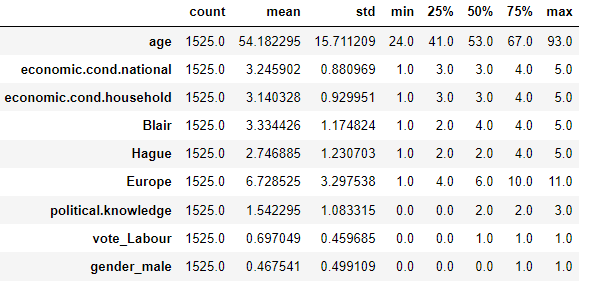 count mean std min 25% 50% 75% max
age 1525.0 54.182295 15.711209 24.0 41.0 53.0 67.0 93.0
economic.cond.national 1525.0 3.245902 0.880969 1.0 3.0 3.0 4.0 5.0
economic.cond.household 1525.0 3.140328 0.929951 1.0 3.0 3.0 4.0 5.0
Blair 1525.0 3.334426 1.174824 1.0 2.0 4.0 4.0 5.0
Hague 1525.0 2.746885 1.230703 1.0 2.0 2.0 4.0 5.0
Europe 1525.0 6.728525 3.297538 1.0 4.0 6.0 10.0 11.0
political.knowledge 1525.0 1.542295 1.083315 0.0 0.0 2.0 2.0 3.0
vote_Labour 1525.0 0.697049 0.459685 0.0 0.0 1.0 1.0 1.0
gender_male 1525.0 0.467541 0.499109 0.0 0.0 0.0 1.0 1.0